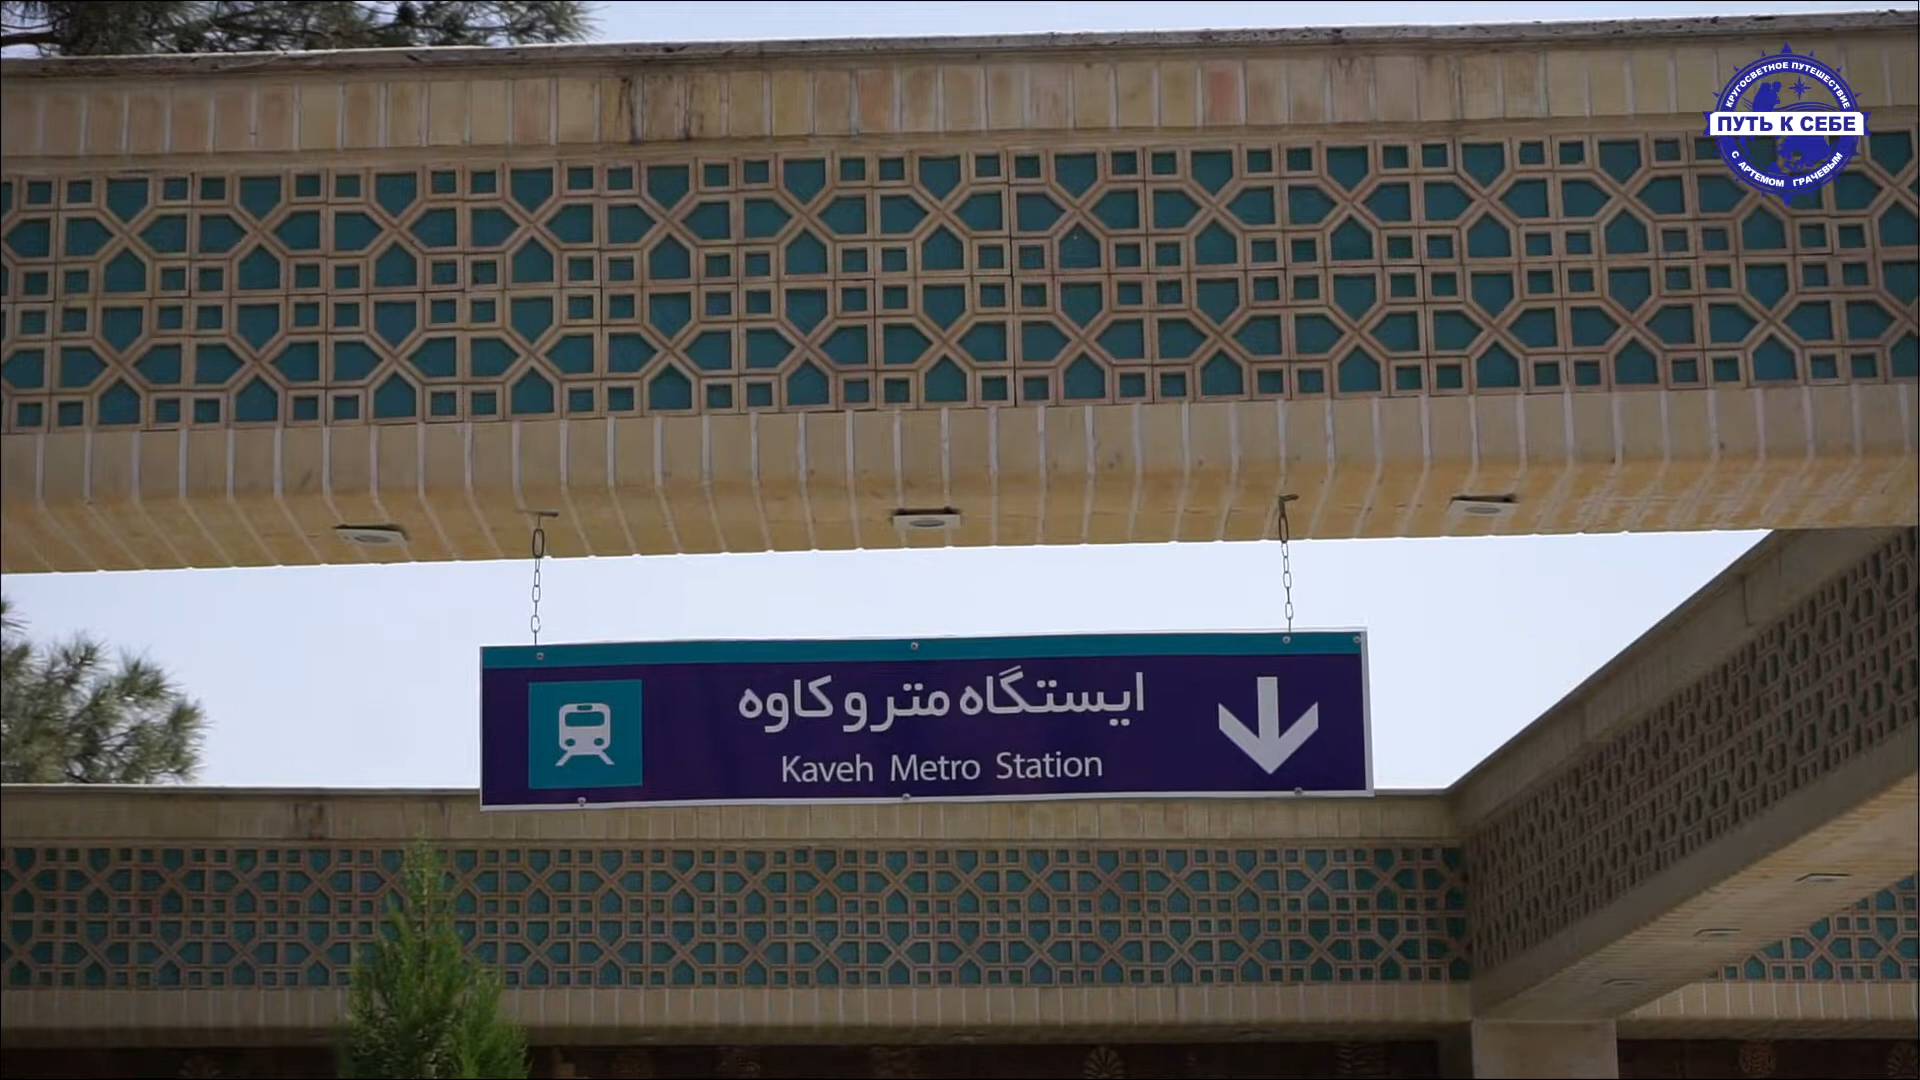 КРУГОСВЕТНОЕ ПУТЕШЕСТВИЕ
ПУТЬ К СЕБЕ
С АРТЕМОМ ГРАЧЕВЫМ
ایستگاه مترو کاوه
Kaveh Metro Station